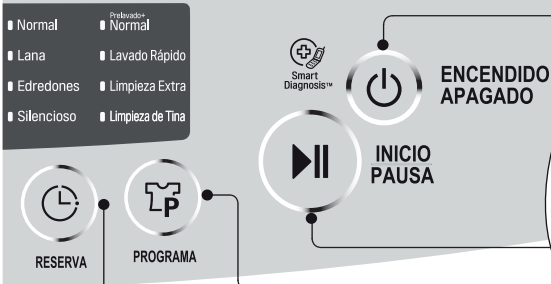 Normal
Prelavado+
Normal
Lana
Lavado Rápido
Edredones
Limpieza Extra
Silencioso
Limpieza de Tina
Smart
Diagnosis™
ENCENDIDO
APAGADO
INICIO
PAUSA
P
RESERVA
PROGRAMA